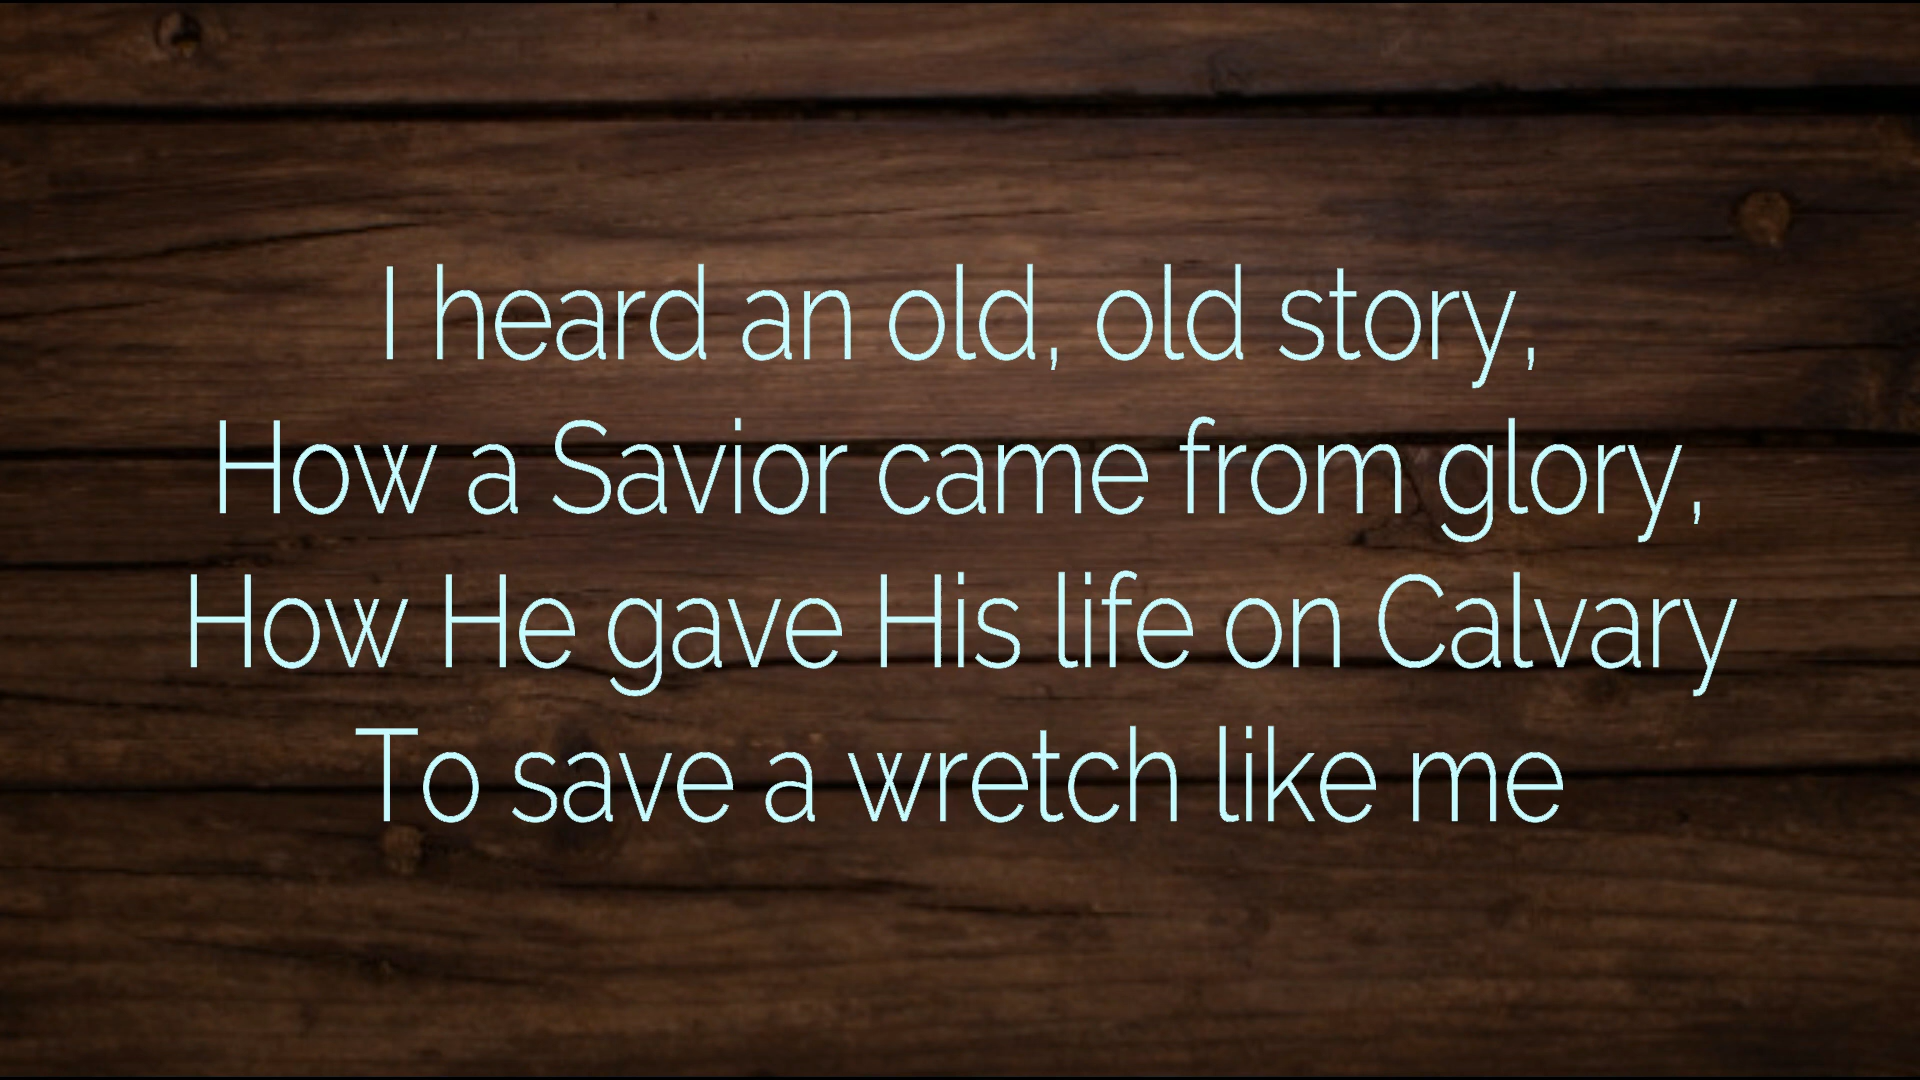 I heard an old, old story,
How a Savior came from glory,
How He gave His life on Calvary
To save a wretch like me